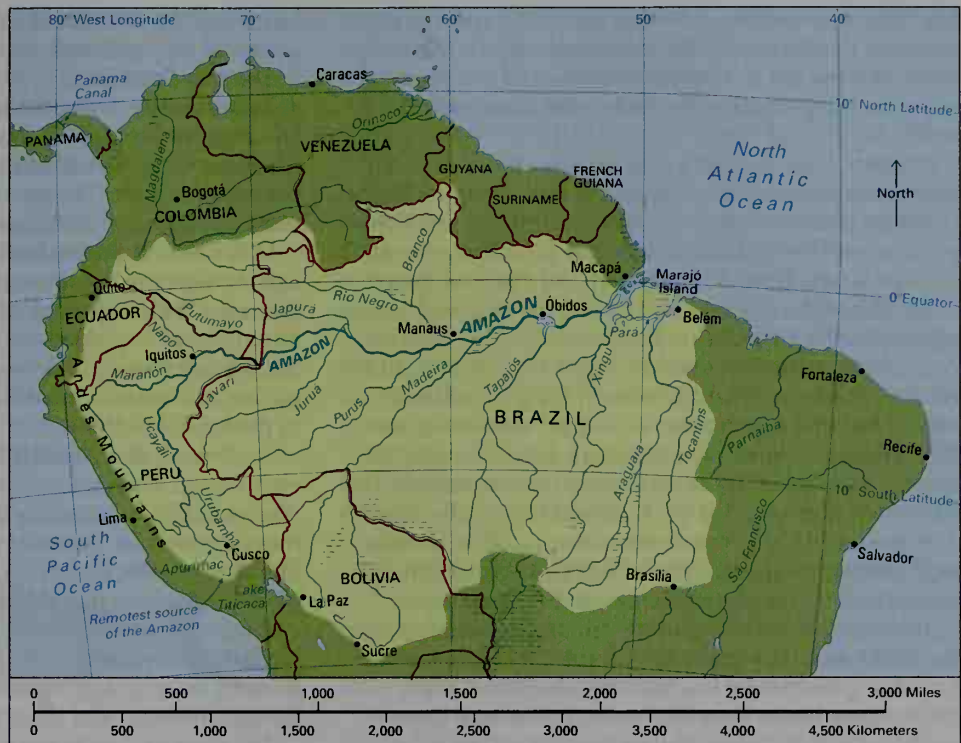 80° West Longitude
70°
60°
50°
40°
Panama
Canal
Caracas
10° North Latitude
PANAMA
Magdalena
Orinoco
VENEZUELA
North
Atlantic
Ocean
North
GUYANA
FRENCH
GUIANA
SURINAME
Bogotá
COLOMBIA
Branco
Macapá
Marajó
Island
Quito
ECUADOR
Putumayo
Japurá
Rio Negro
AMAZON
Óbidos
0 Equator
Belém
Pará
Manaus
Napo
Iquitos
AMAZON
Marañón
Javari
Jurua
Purus
Madeira
Tapajós
Xingu
Fortaleza
Andes Mountains
Ucayali
BRAZIL
Araguaia
Tocantins
Parnaiba
Recife
PERU
Urubamba
10° South Latitude
Lima
South
Pacific
Ocean
Cusco
Apurimac
São Francisco
Salvador
BOLIVIA
Brasília
Lake
Titicaca
La Paz
Remotest source
of the Amazon
Sucre
0 500 1,000 1,500 2,000 2,500 3,000 Miles
0 500 1,000 1,500 2,000 2,500 3,000 3,500 4,000 4,500 Kilometers